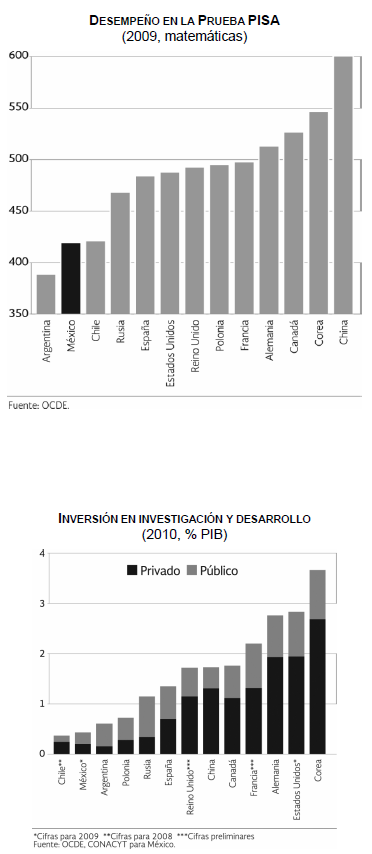 DESEMPEÑO EN LA PRUEBA PISA
(2009, matemáticas)
600
550
500
450
400
350
Argentina
México
Chile
Rusia
España
Estados Unidos
Reino Unido
Polonia
Francia
Alemania
Canadá
Corea
China
Fuente: OCDE.
INVERSIÓN EN INVESTIGACIÓN Y DESARROLLO
(2010, % PIB)
4
Privado Público
3
2
1
0
Chile**
México*
Argentina
Polonia
Rusia
España
Reino Unido***
China
Canadá
Francia***
Alemania
Estados Unidos*
Corea
*Cifras para 2009 **Cifras para 2008 ***Cifras preliminares
Fuente: OCDE, CONACYT para México.